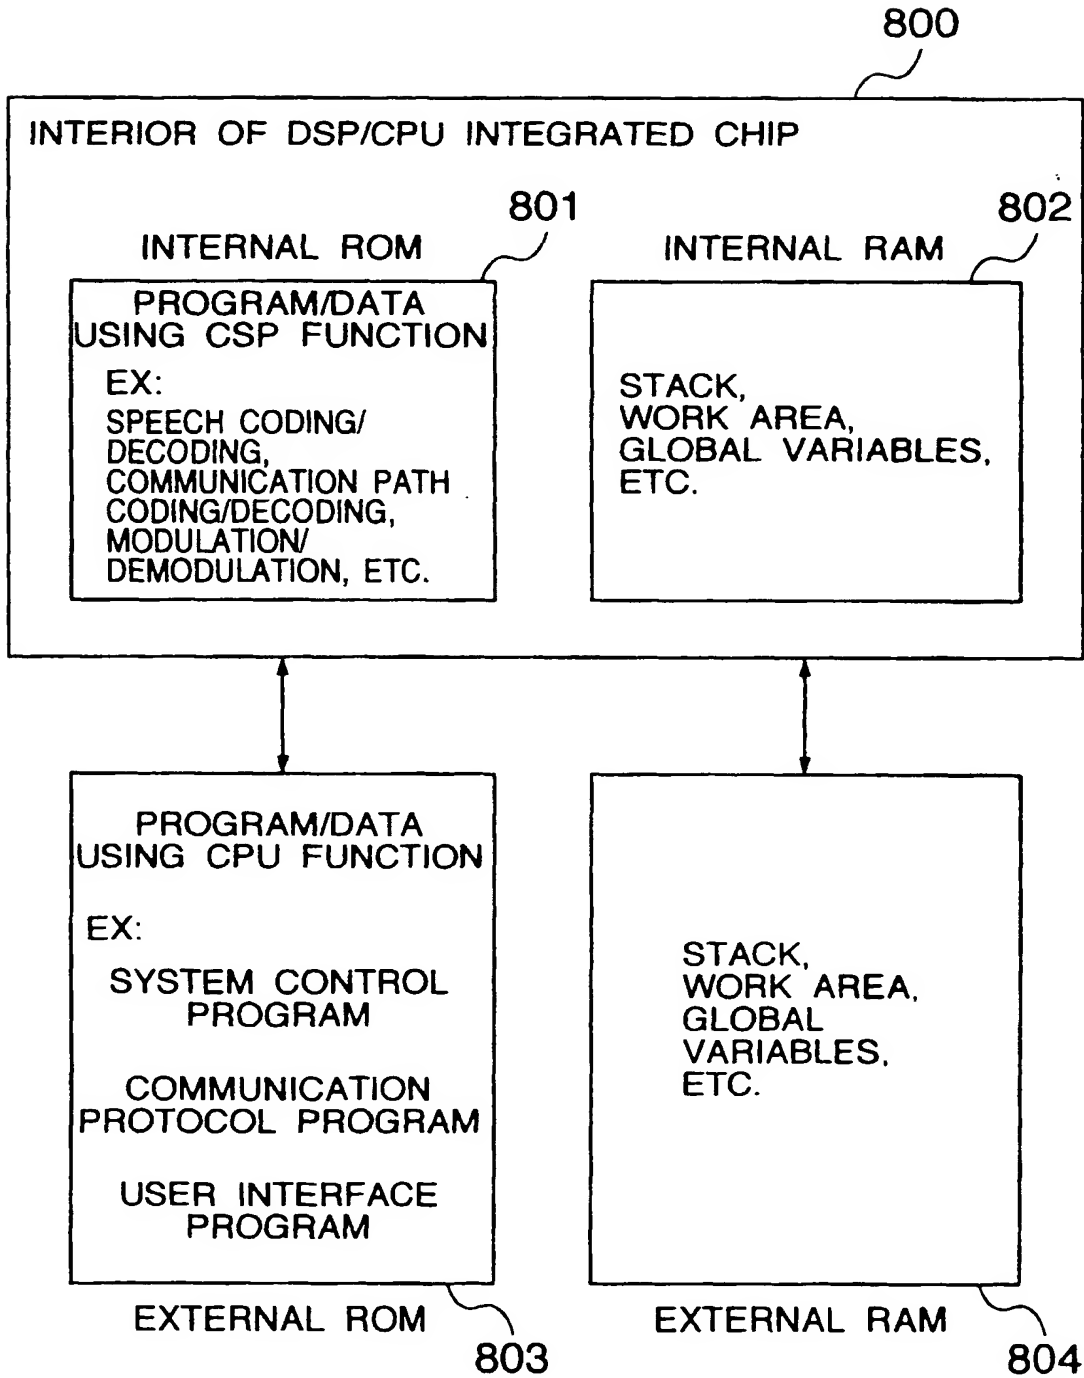 800
INTERIOR OF DSP/CPU INTEGRATED CHIP
801
INTERNAL ROM
PROGRAM/DATA
USING CSP FUNCTION
EX:
SPEECH CODING/
DECODING,
COMMUNICATION PATH
CODING/DECODING,
MODULATION/
DEMODULATION, ETC.
802
INTERNAL RAM
STACK,
WORK AREA,
GLOBAL VARIABLES,
ETC.
PROGRAM/DATA
USING CPU FUNCTION
EX:
SYSTEM CONTROL
PROGRAM
COMMUNICATION
PROTOCOL PROGRAM
USER INTERFACE
PROGRAM
EXTERNAL ROM
803
STACK,
WORK AREA,
GLOBAL
VARIABLES,
ETC.
EXTERNAL RAM
804